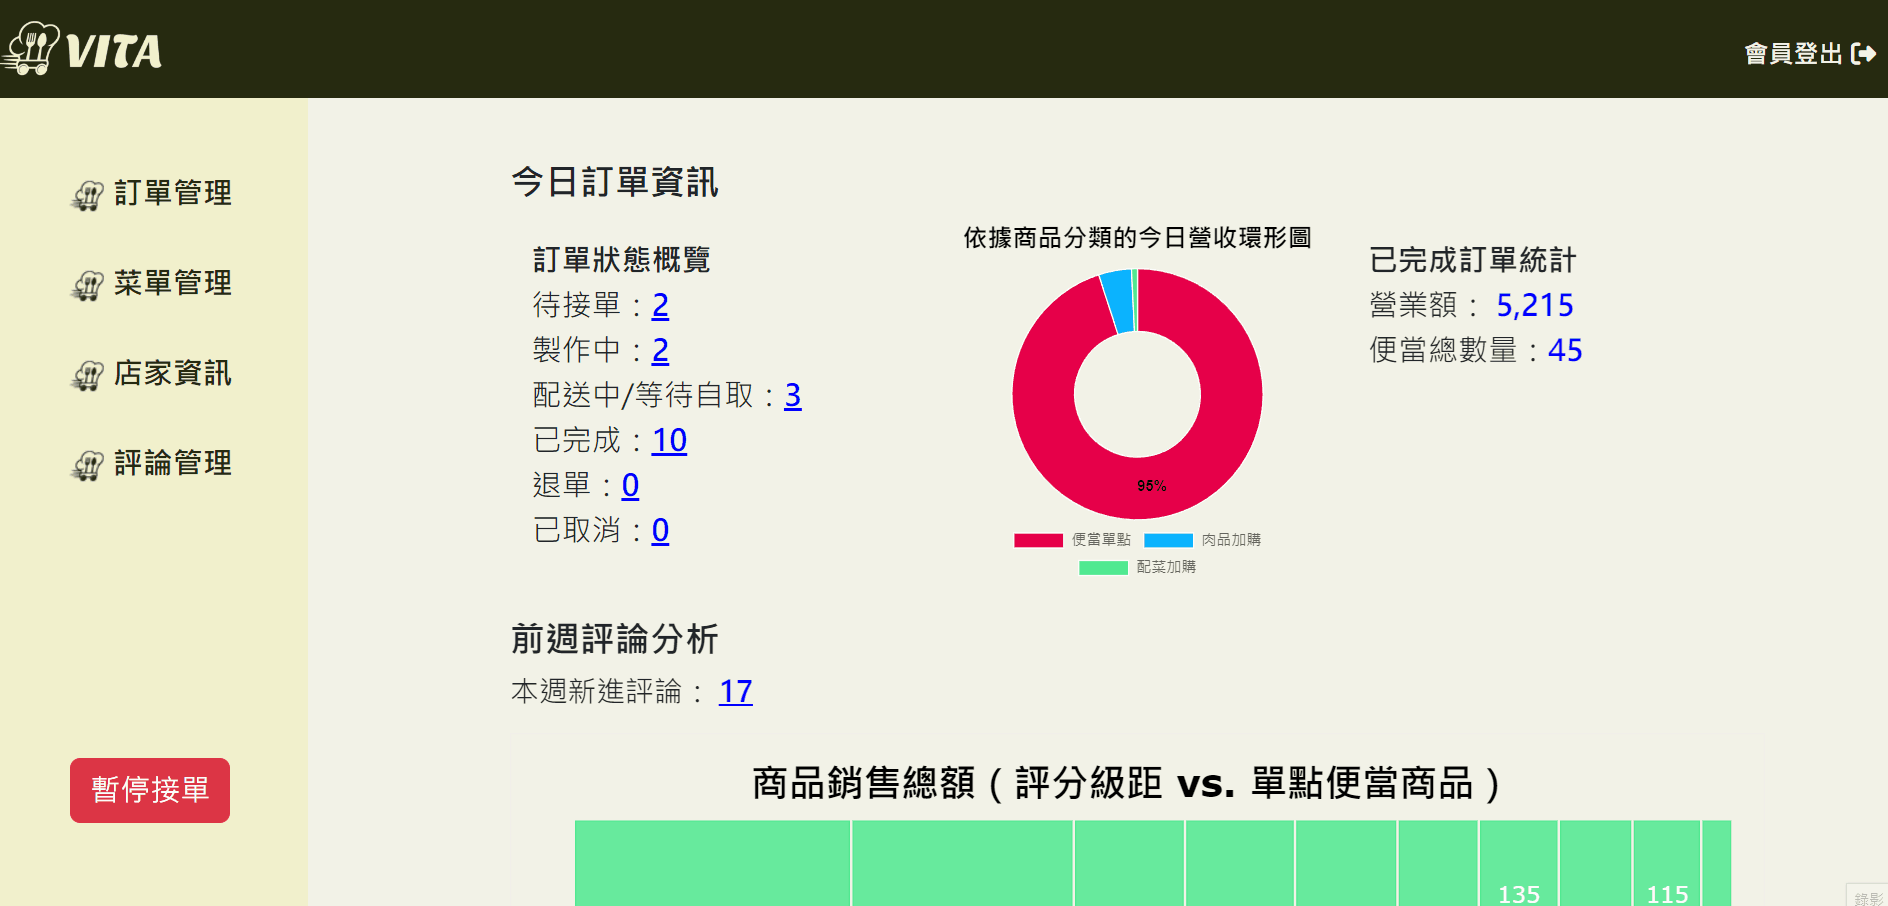 VITA
會員登出
訂單管理
菜單管理
店家資訊
評論管理
暫停接單
今日訂單資訊
訂單狀態概覽
待接單：2
製作中：2
配送中/等待自取：3
已完成：10
退單：0
已取消：0
依據商品分類的今日營收環形圖
95%
便當單點 肉品加購
配菜加購
已完成訂單統計
營業額： 5,215
便當總數量：45
前週評論分析
本週新進評論： 17
商品銷售總額（評分級距 vs. 單點便當商品）
135 115
錄影